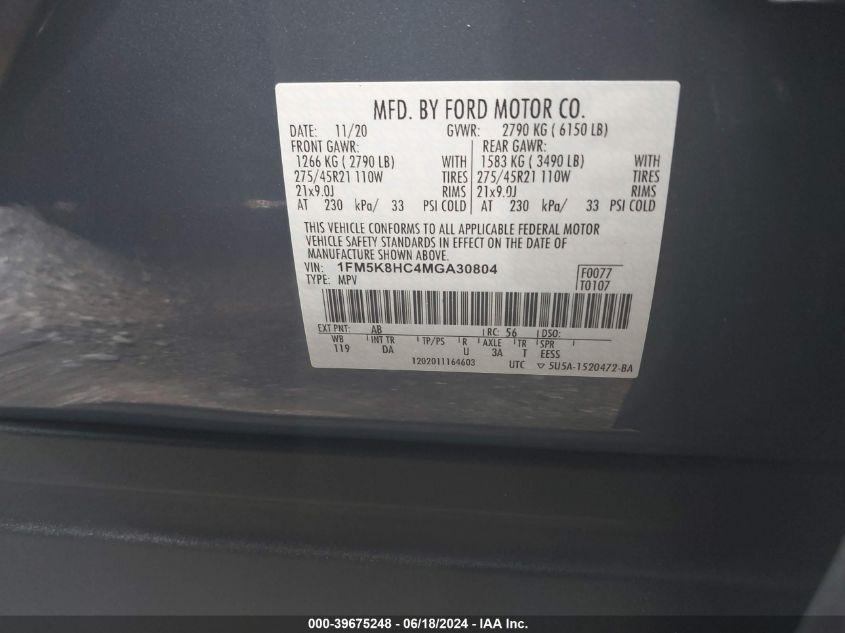 MFD. BY FORD MOTOR CO.
DATE: 11/20 GVWR: 2790 KG ( 6150 LB)
FRONT GAWR: REAR GAWR:
1266 KG ( 2790 LB) WITH 1583 KG ( 3490 LB) WITH
275/45R21 110W TIRES 275/45R21 110W TIRES
21x9.0J RIMS 21x9.0J RIMS
AT 230 kPa/ 33 PSI COLD AT 230 kPa/ 33 PSI COLD
THIS VEHICLE CONFORMS TO ALL APPLICABLE FEDERAL MOTOR
VEHICLE SAFETY STANDARDS IN EFFECT ON THE DATE OF
MANUFACTURE SHOWN ABOVE.
VIN: 1FM5K8HC4MGA30804 F0077
TYPE: MPV T0107
EXT PNT: AB RC: 56 DSO:
WB INT TR TP/PS R AXLE TR SPR
119 DA U 3A T EESS
1202011164603 UTC ▽ 5U5A-1520472-BA
000-39675248 - 06/18/2024 - IAA Inc.